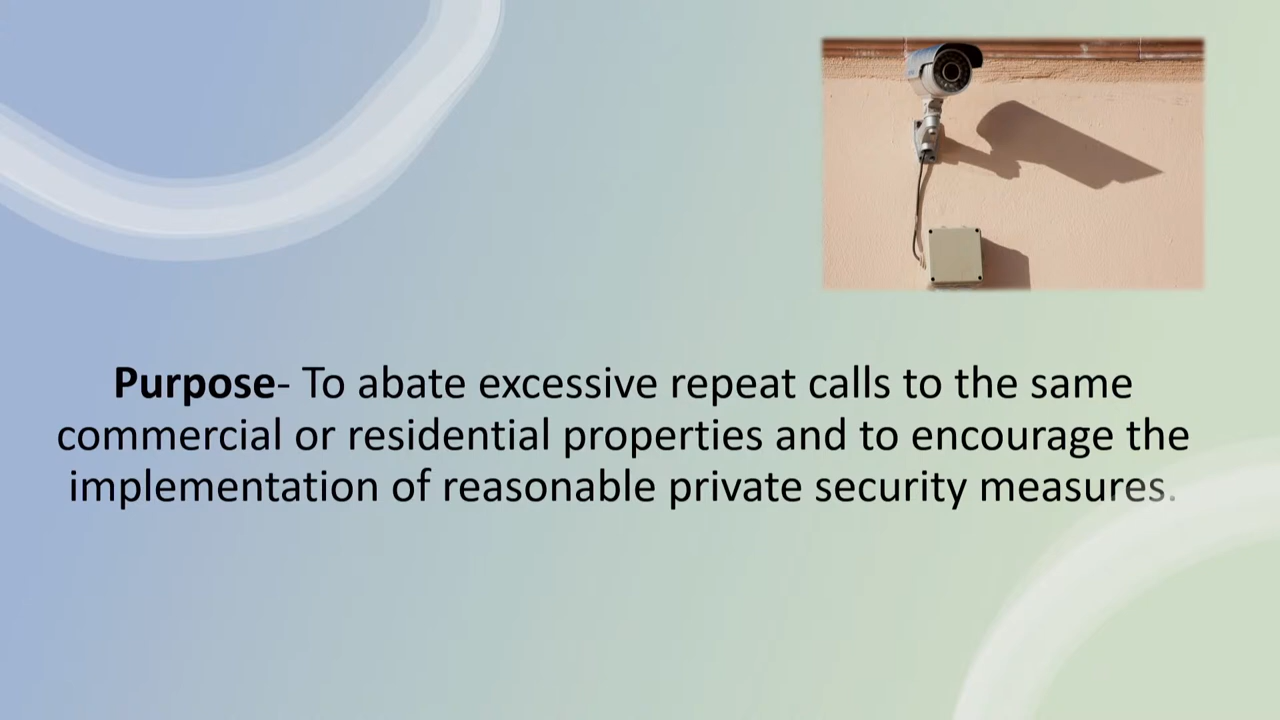 Purpose- To abate excessive repeat calls to the same
commercial or residential properties and to encourage the
implementation of reasonable private security measures.